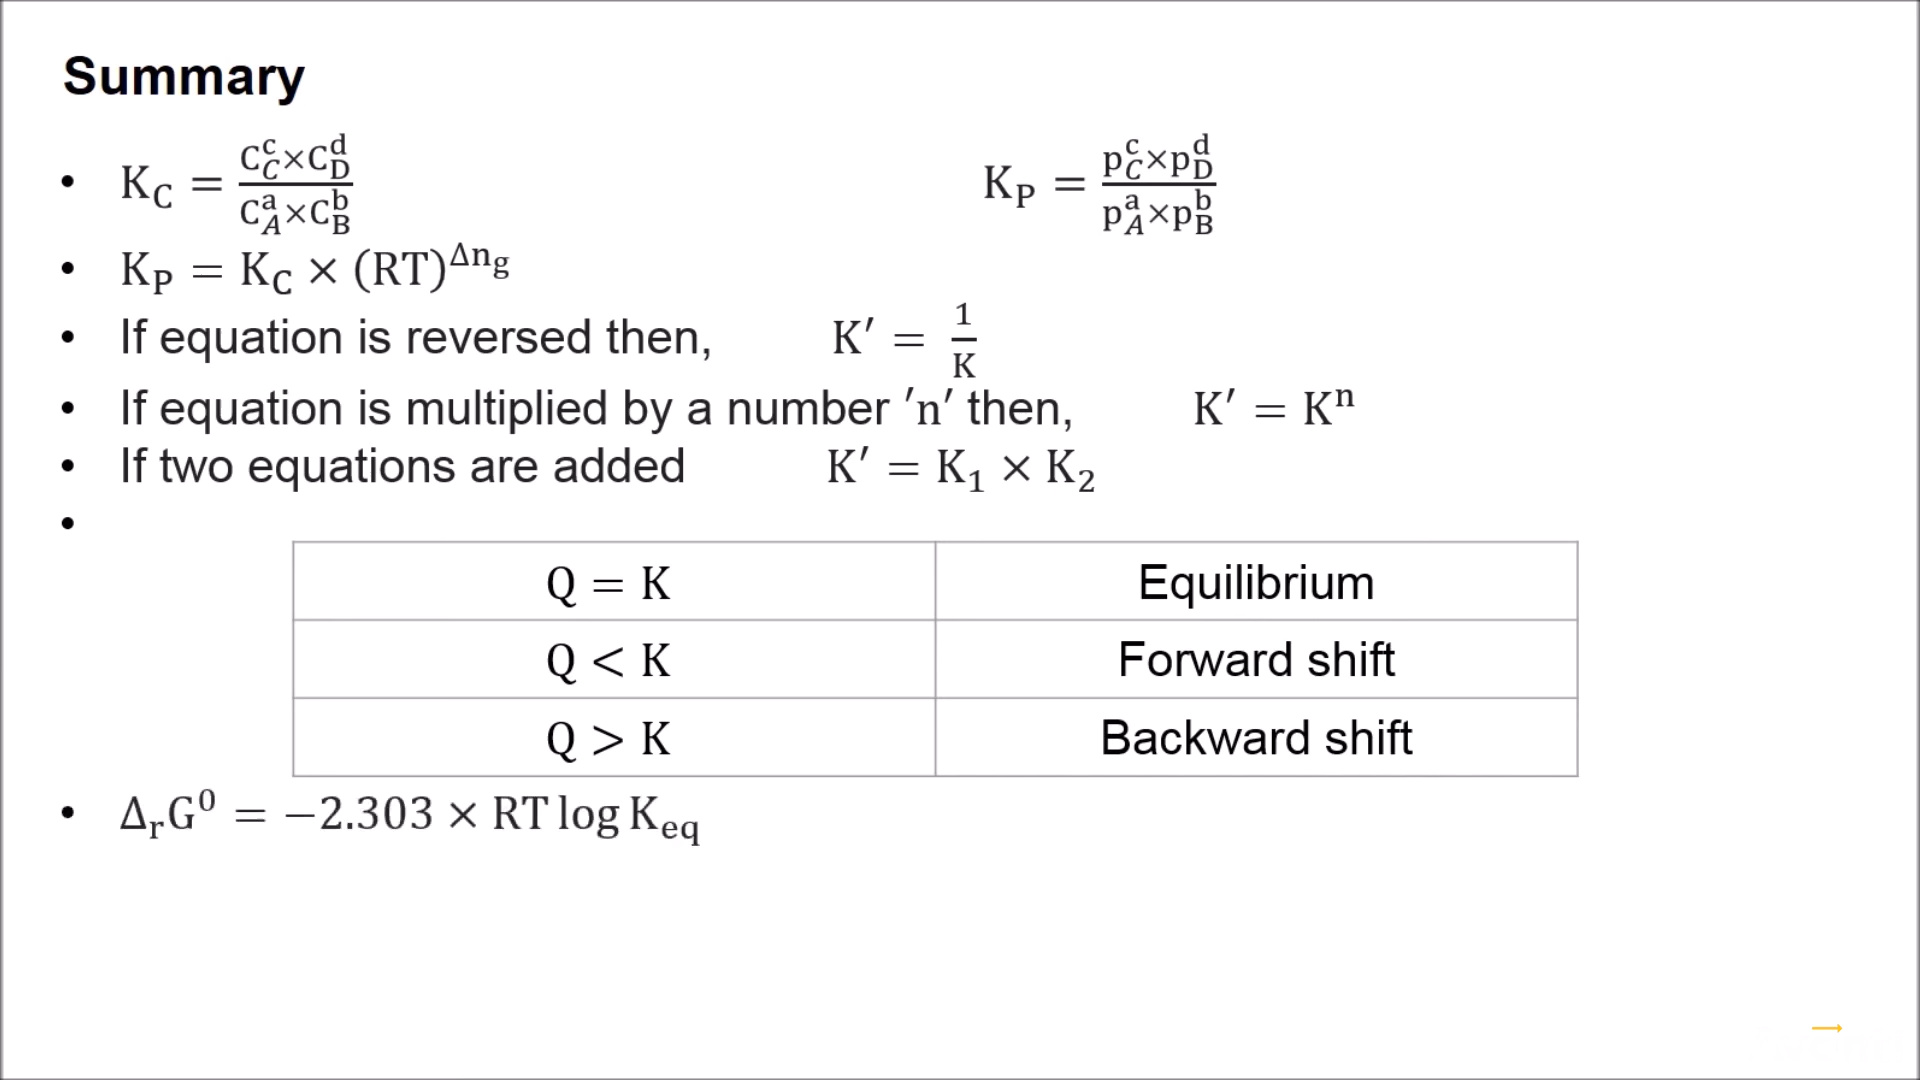 Summary
• K_C = (C_C^c × C_D^d) / (C_A^a × C_B^b)    K_P = (p_C^c × p_D^d) / (p_A^a × p_B^b)
• K_P = K_C × (RT)^Δn_g
• If equation is reversed then, K′ = 1/K
• If equation is multiplied by a number ′n′ then, K′ = K^n
• If two equations are added K′ = K_1 × K_2
•
Q = K    Equilibrium
Q < K    Forward shift
Q > K    Backward shift
• Δ_rG^0 = −2.303 × RT log K_eq